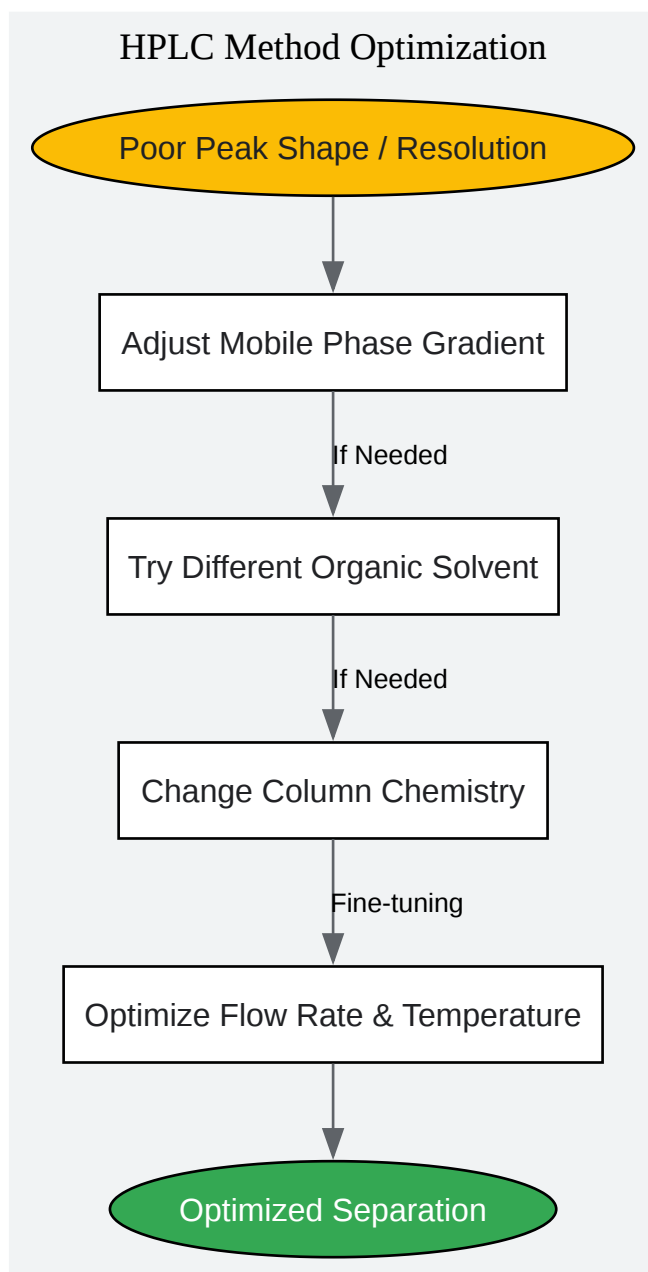 HPLC Method Optimization
Poor Peak Shape / Resolution
Adjust Mobile Phase Gradient
If Needed
Try Different Organic Solvent
If Needed
Change Column Chemistry
Fine-tuning
Optimize Flow Rate & Temperature
Optimized Separation